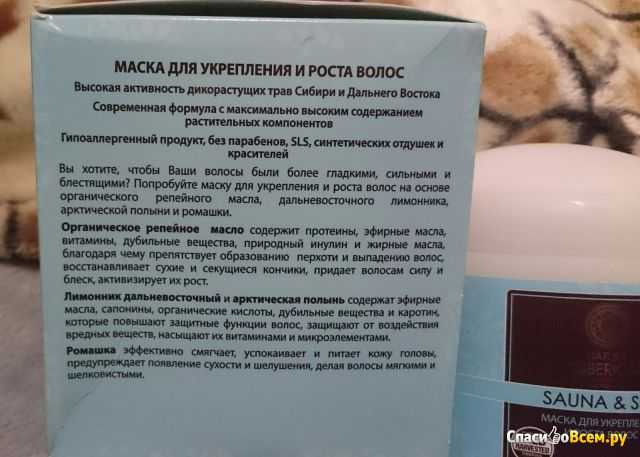 МАСКА ДЛЯ УКРЕПЛЕНИЯ И РОСТА ВОЛОС
Высокая активность дикорастущих трав Сибири и Дальнего Востока
Современная формула с максимально высоким содержанием
растительных компонентов
Гипоаллергенный продукт, без парабенов, SLS, синтетических отдушек и
красителей
Вы хотите, чтобы Ваши волосы были более гладкими, сильными и
блестящими? Попробуйте маску для укрепления и роста волос на основе
органического репейного масла, дальневосточного лимонника,
арктической полыни и ромашки.
Органическое репейное масло содержит протеины, эфирные масла,
витамины, дубильные вещества, природный инулин и жирные масла,
благодаря чему препятствует образованию перхоти и выпадению волос,
восстанавливает сухие и секущиеся кончики, придает волосам силу и
блеск, активизирует их рост.
Лимонник дальневосточный и арктическая полынь содержат эфирные
масла, сапонины, органические кислоты, дубильные вещества и каротин,
которые повышают защитные функции волос, защищают от воздействия
вредных веществ, насыщают их витаминами и микроэлементами.
Ромашка эффективно смягчает, успокаивает и питает кожу головы,
предупреждает появление сухости и шелушения, делая волосы мягкими и
шелковистыми.
SAUNA & S
МАСКА ДЛЯ УКРЕПЛЕ
И РОСТА ВОЛОС
HARVESTED
СпасибоВсем.ру